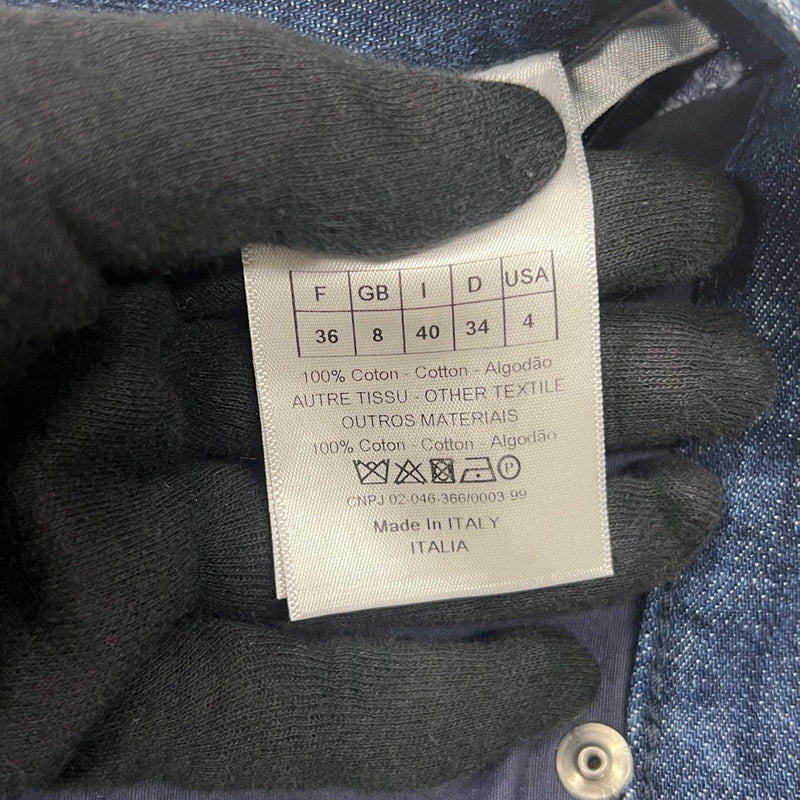 F GB I D USA
36 8 40 34 4
100% Coton - Cotton - Algodão
AUTRE TISSU - OTHER TEXTILE
OUTROS MATERIAIS
100% Coton - Cotton - Algodão
P
CNPJ 02-046-366/0003-99
Made In ITALY
ITALIA